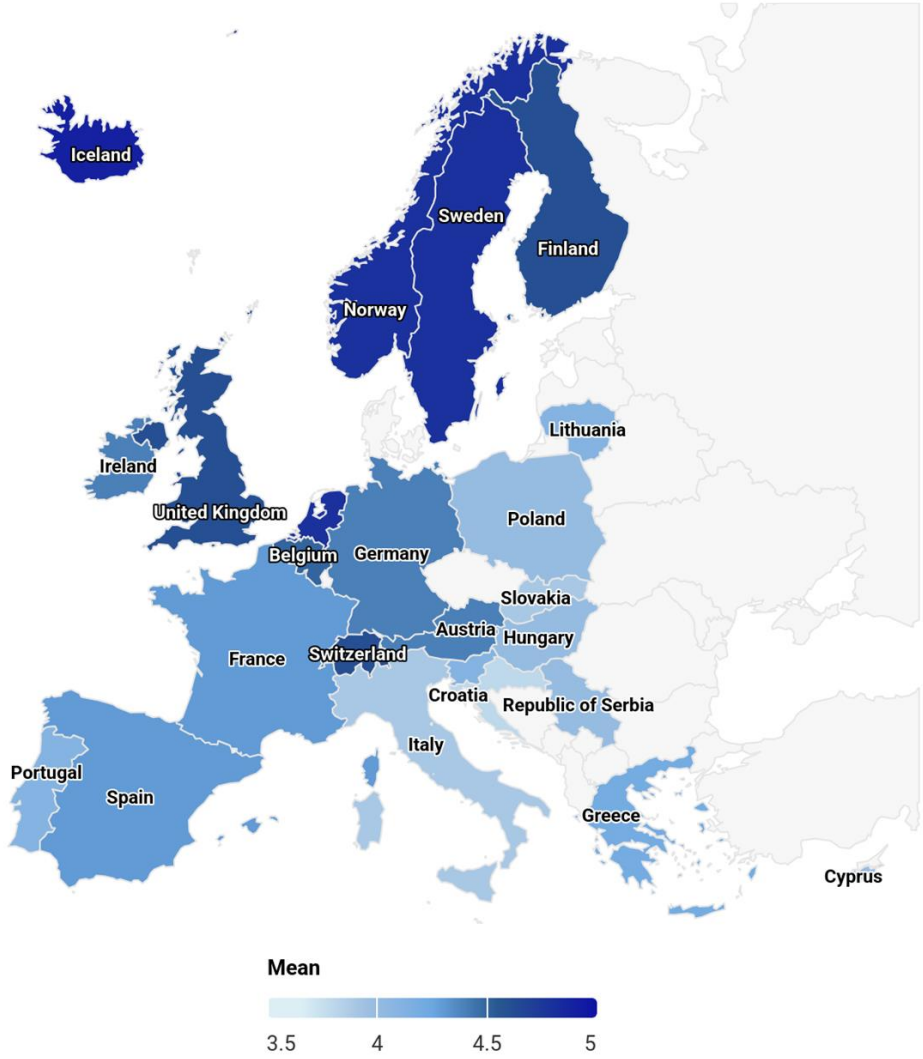 Iceland
Sweden
Finland
Norway
Lithuania
Ireland
United Kingdom
Poland
Belgium
Germany
Slovakia
Austria
Hungary
Switzerland
France
Croatia
Republic of Serbia
Italy
Portugal
Spain
Greece
Cyprus
Mean
3.5 4 4.5 5